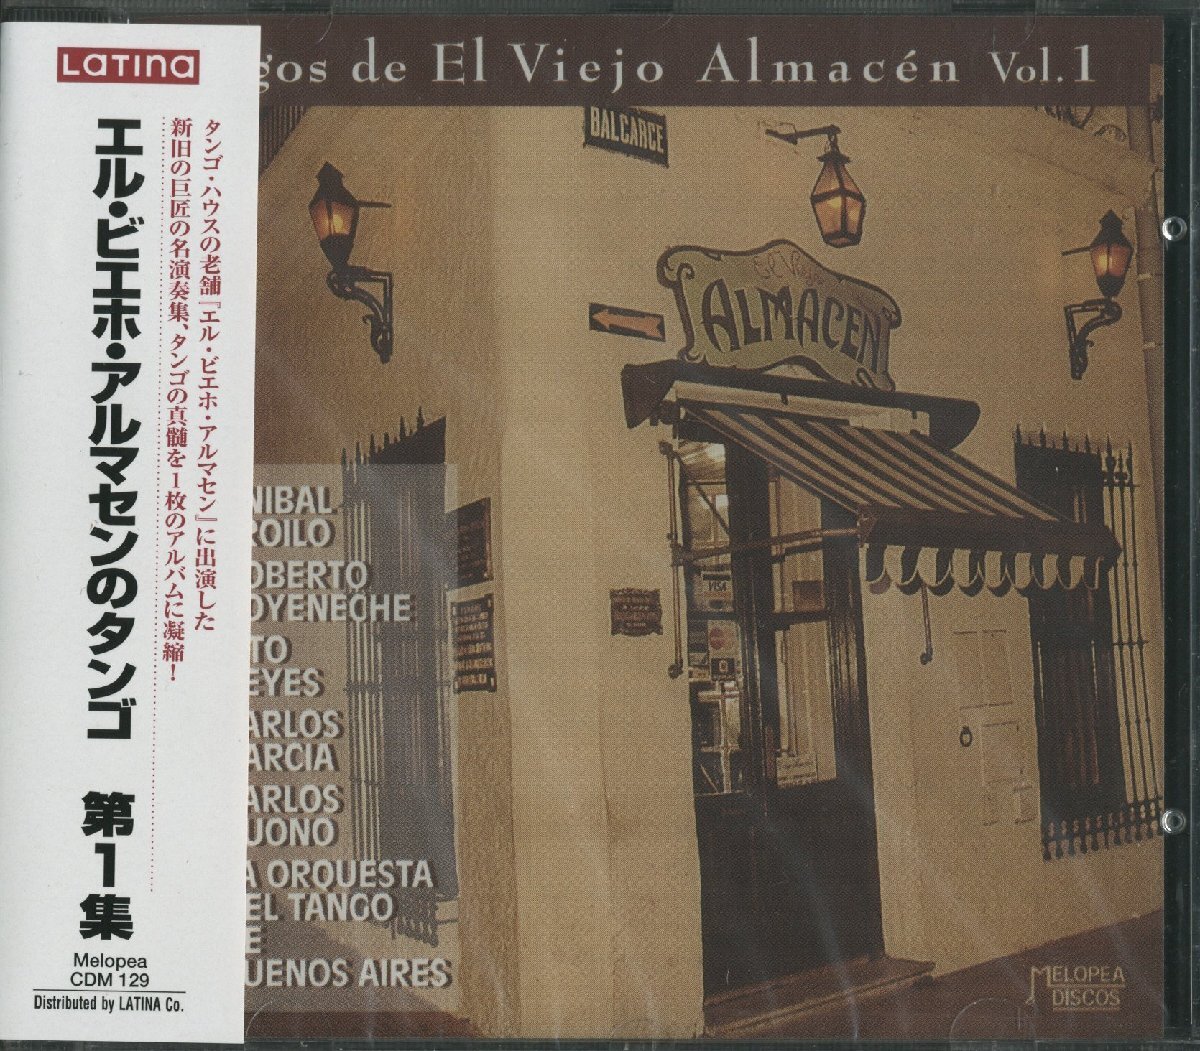 LATINA
タンゴ・ハウスの老舗『エル・ビエホ・アルマセン』に出演した
新旧の巨匠の名演奏集、タンゴの真髄を1枚のアルバムに凝縮!
エル・ビエホ・アルマセンのタンゴ 第1集
Melopea
CDM 129
Distributed by LATINA Co.
gos de El Viejo Almacén Vol.1
BALCARCE
El Viejo
ALMACEN
NIBAL
ROILO
OBERTO
OYENECHE
TO
EYES
ARLOS
ARCIA
ARLOS
UONO
A ORQUESTA
EL TANGO
E
UENOS AIRES
VISA
MELOPEA
DISCOS